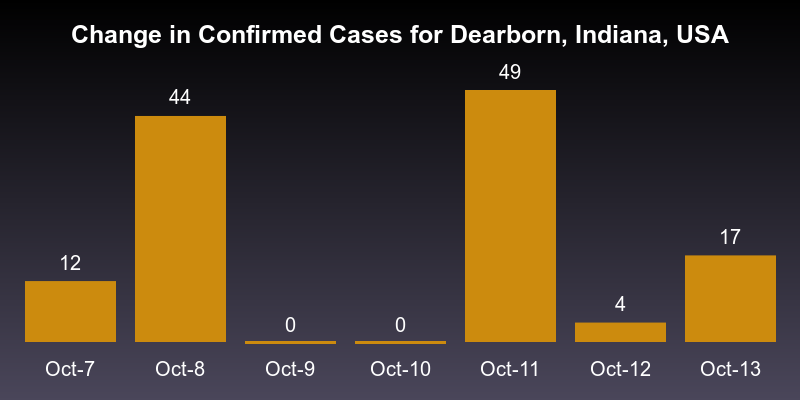 Change in Confirmed Cases for Dearborn, Indiana, USA
12
44
0
0
49
4
17
Oct-7
Oct-8
Oct-9
Oct-10
Oct-11
Oct-12
Oct-13